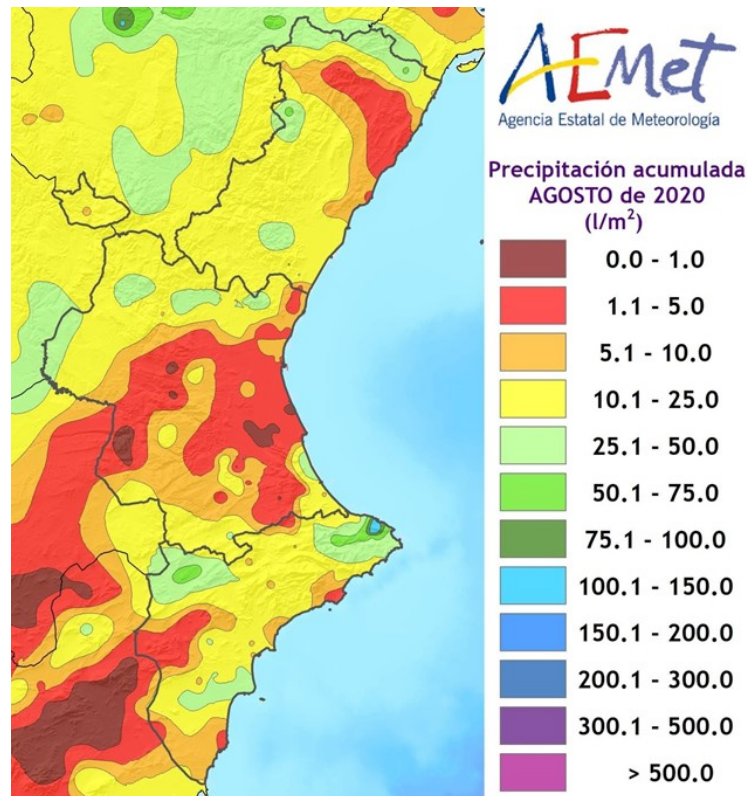 AEMet
Agencia Estatal de Meteorología
Precipitación acumulada
AGOSTO de 2020
(l/m²)
0.0 - 1.0
1.1 - 5.0
5.1 - 10.0
10.1 - 25.0
25.1 - 50.0
50.1 - 75.0
75.1 - 100.0
100.1 - 150.0
150.1 - 200.0
200.1 - 300.0
300.1 - 500.0
> 500.0